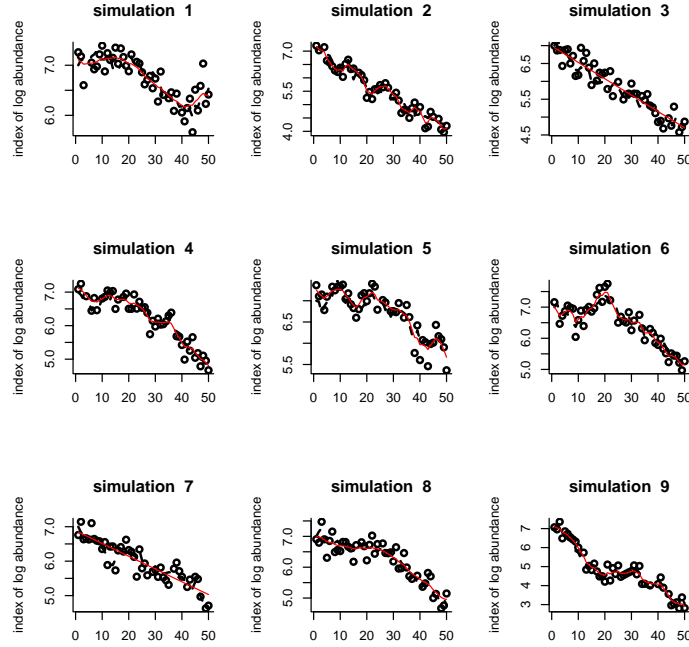 simulation 1
index of log abundance
7.0
6.0
0 10 20 30 40 50
simulation 2
index of log abundance
7.0
5.5
4.0
0 10 20 30 40 50
simulation 3
index of log abundance
6.5
5.5
4.5
0 10 20 30 40 50
simulation 4
index of log abundance
7.0
6.0
5.0
0 10 20 30 40 50
simulation 5
index of log abundance
6.5
5.5
0 10 20 30 40 50
simulation 6
index of log abundance
7.0
6.0
5.0
0 10 20 30 40 50
simulation 7
index of log abundance
7.0
6.0
5.0
0 10 20 30 40 50
simulation 8
index of log abundance
7.0
6.0
5.0
0 10 20 30 40 50
simulation 9
index of log abundance
7
6
5
4
3
0 10 20 30 40 50